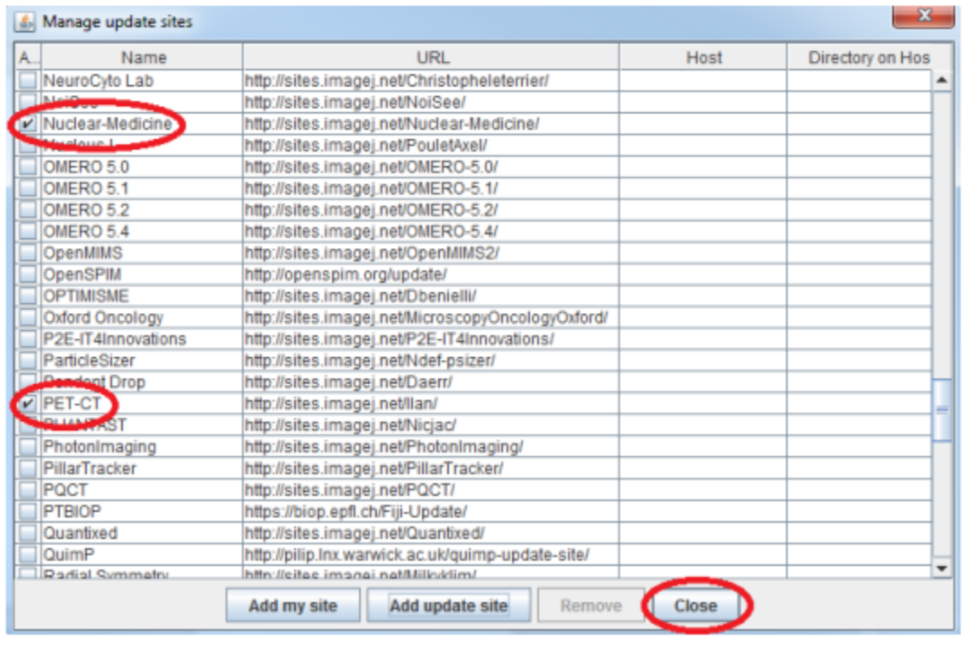 Manage update sites
A... Name URL Host Directory on Hos
NeuroCyto Lab http://sites.imagej.net/Christopheleterrier/
NoiSee http://sites.imagej.net/NoiSee/
Nuclear-Medicine http://sites.imagej.net/Nuclear-Medicine/
http://sites.imagej.net/PouletAxel/
OMERO 5.0 http://sites.imagej.net/OMERO-5.0/
OMERO 5.1 http://sites.imagej.net/OMERO-5.1/
OMERO 5.2 http://sites.imagej.net/OMERO-5.2/
OMERO 5.4 http://sites.imagej.net/OMERO-5.4/
OpenMIMS http://sites.imagej.net/OpenMIMS2/
OpenSPIM http://openspim.org/update/
OPTIMISME http://sites.imagej.net/Dbenielli/
Oxford Oncology http://sites.imagej.net/MicroscopyOncologyOxford/
P2E-IT4Innovations http://sites.imagej.net/P2E-IT4Innovations/
ParticleSizer http://sites.imagej.net/Ndef-psizer/
Pendent Drop http://sites.imagej.net/Daerr/
PET-CT http://sites.imagej.net/Ilan/
PHANTAST http://sites.imagej.net/Nicjac/
PhotonImaging http://sites.imagej.net/PhotonImaging/
PillarTracker http://sites.imagej.net/PillarTracker/
PQCT http://sites.imagej.net/PQCT/
PTBIOP https://biop.epfl.ch/Fiji-Update/
Quantixed http://sites.imagej.net/Quantixed/
QuimP http://pilip.lnx.warwick.ac.uk/quimp-update-site/
Radial Symmetry http://sites.imagej.net/Milkyklim/
Add my site Add update site Remove Close